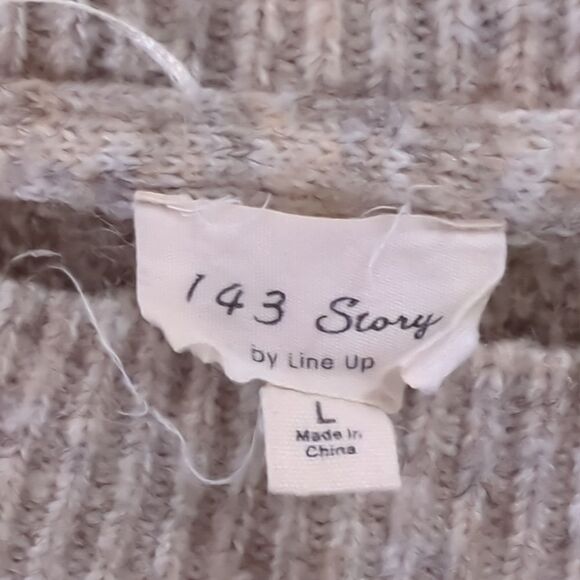 143 Story
by Line Up
L
Made in
China